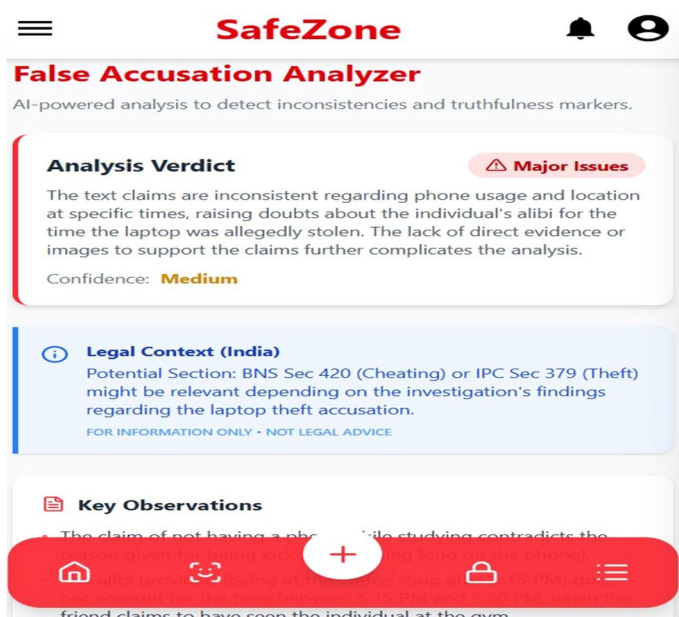 SafeZone
False Accusation Analyzer
AI-powered analysis to detect inconsistencies and truthfulness markers.
Analysis Verdict
Major Issues
The text claims are inconsistent regarding phone usage and location
at specific times, raising doubts about the individual's alibi for the
time the laptop was allegedly stolen. The lack of direct evidence or
images to support the claims further complicates the analysis.
Confidence: Medium
Legal Context (India)
Potential Section: BNS Sec 420 (Cheating) or IPC Sec 379 (Theft)
might be relevant depending on the investigation's findings
regarding the laptop theft accusation.
FOR INFORMATION ONLY • NOT LEGAL ADVICE
Key Observations
The claim of not having a while studying contradicts the
reason given for being loud on the phone).
alibi (being at the shop 5:15 PM)
not account for the time between 5:15 PM and 5:30 PM, when the
friend claims to have seen the individual at the gym.